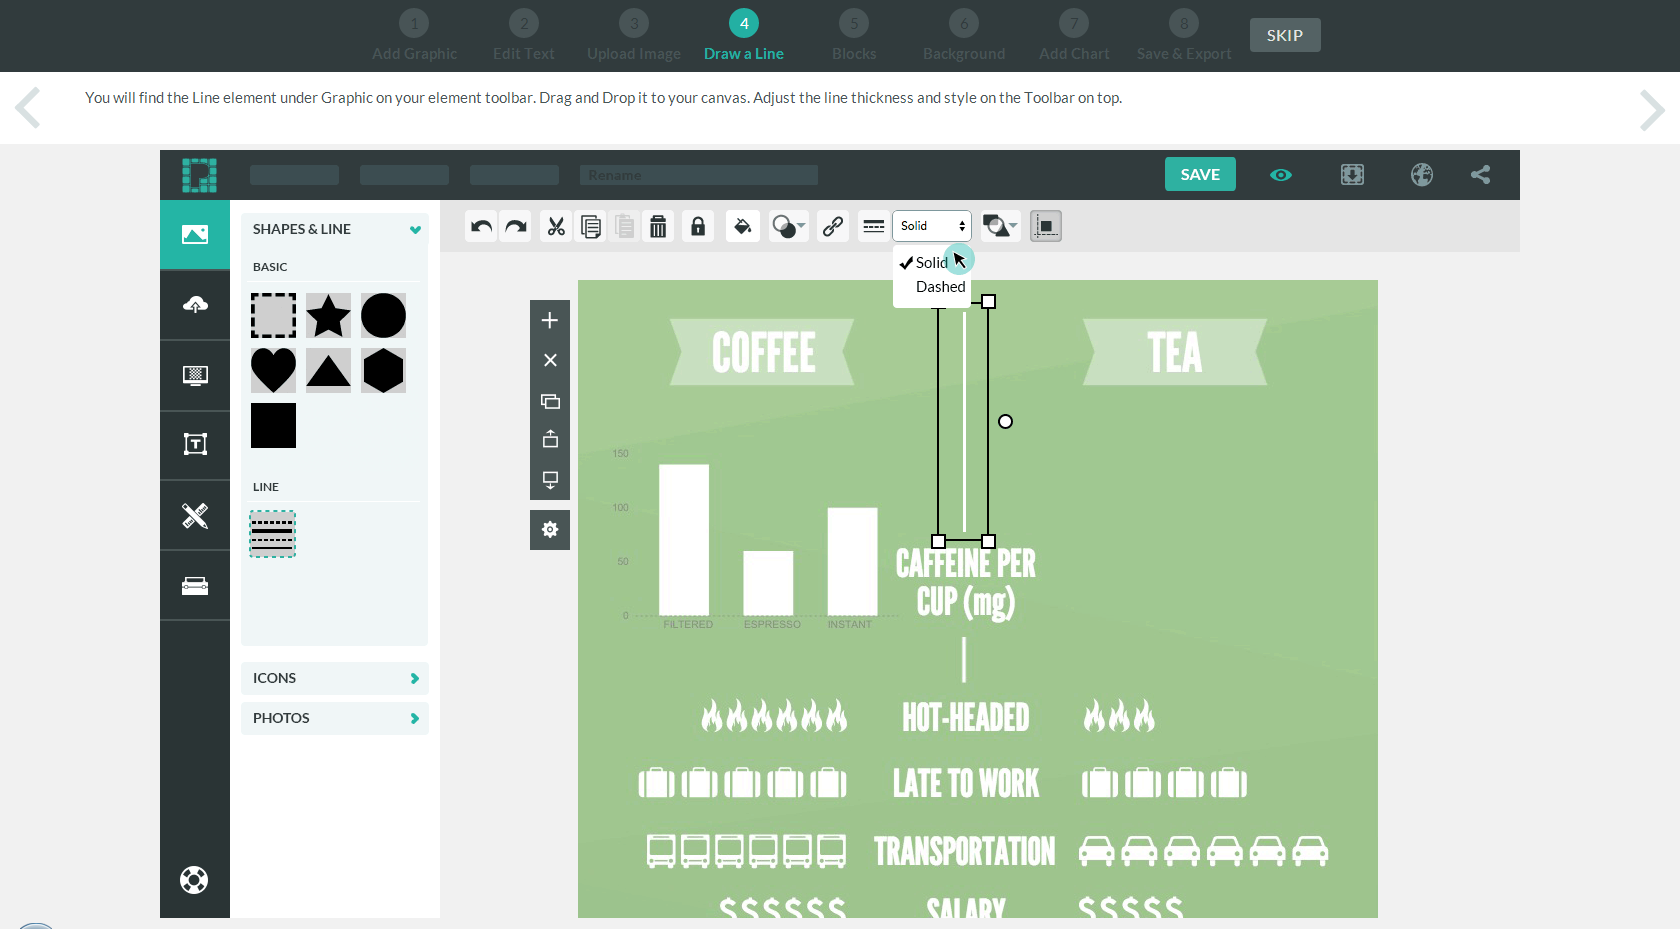 1 2 3 4 5 6 7 8
Add Graphic Edit Text Upload Image Draw a Line Blocks Background Add Chart Save & Export SKIP
You will find the Line element under Graphic on your element toolbar. Drag and Drop it to your canvas. Adjust the line thickness and style on the Toolbar on top.
Rename SAVE
SHAPES & LINE
Solid
BASIC
Solid
Dashed
COFFEE TEA
150
100
LINE
50
CAFFEINE PER
CUP (mg)
0
FILTERED ESPRESSO INSTANT
ICONS
PHOTOS
HOT-HEADED
LATE TO WORK
TRANSPORTATION
$$$$$$ SALARY $$$$$